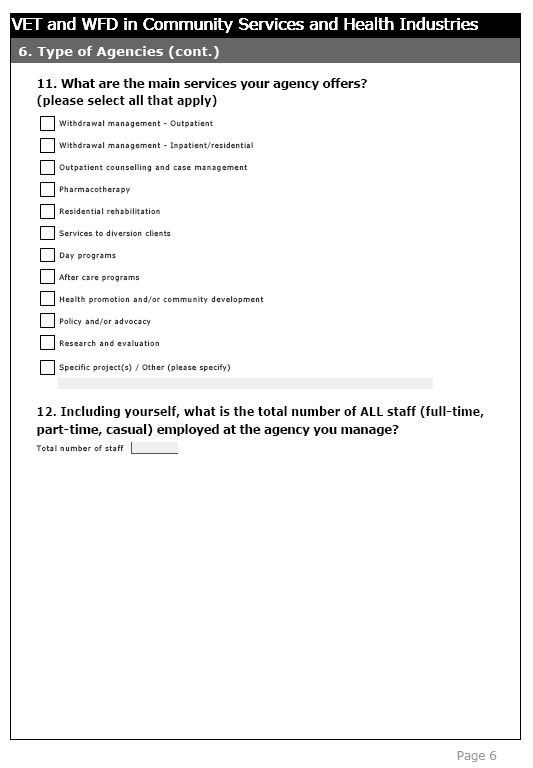 VET and WFD in Community Services and Health Industries
6. Type of Agencies (cont.)
11. What are the main services your agency offers?
(please select all that apply)
Withdrawal management - Outpatient
Withdrawal management - Inpatient/residential
Outpatient counselling and case management
Pharmacotherapy
Residential rehabilitation
Services to diversion clients
Day programs
After care programs
Health promotion and/or community development
Policy and/or advocacy
Research and evaluation
Specific project(s) / Other (please specify)
12. Including yourself, what is the total number of ALL staff (full-time,
part-time, casual) employed at the agency you manage?
Total number of staff
Page 6